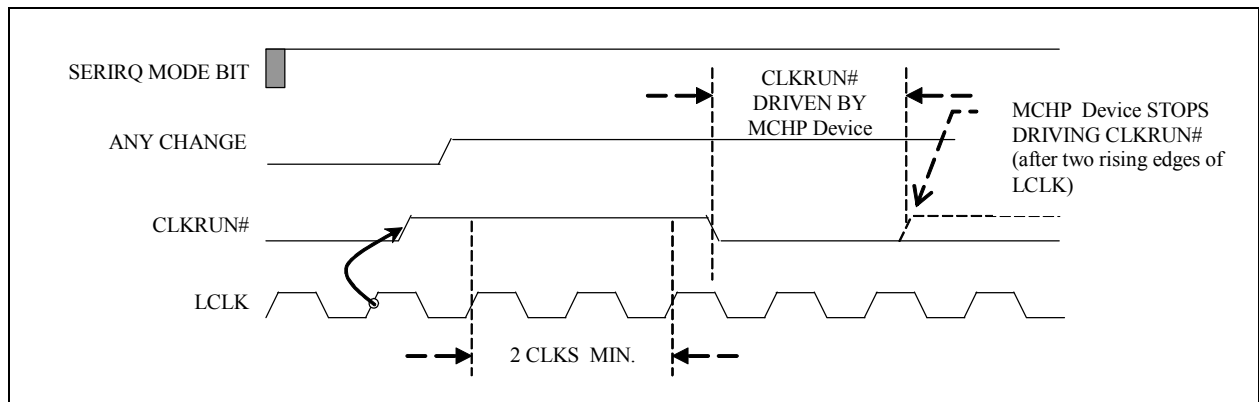 SERIRQ MODE BIT
CLKRUN#
DRIVEN BY
MCHP Device
MCHP Device STOPS
DRIVING CLKRUN#
(after two rising edges of
LCLK)
ANY CHANGE
CLKRUN#
LCLK
2 CLKS MIN.